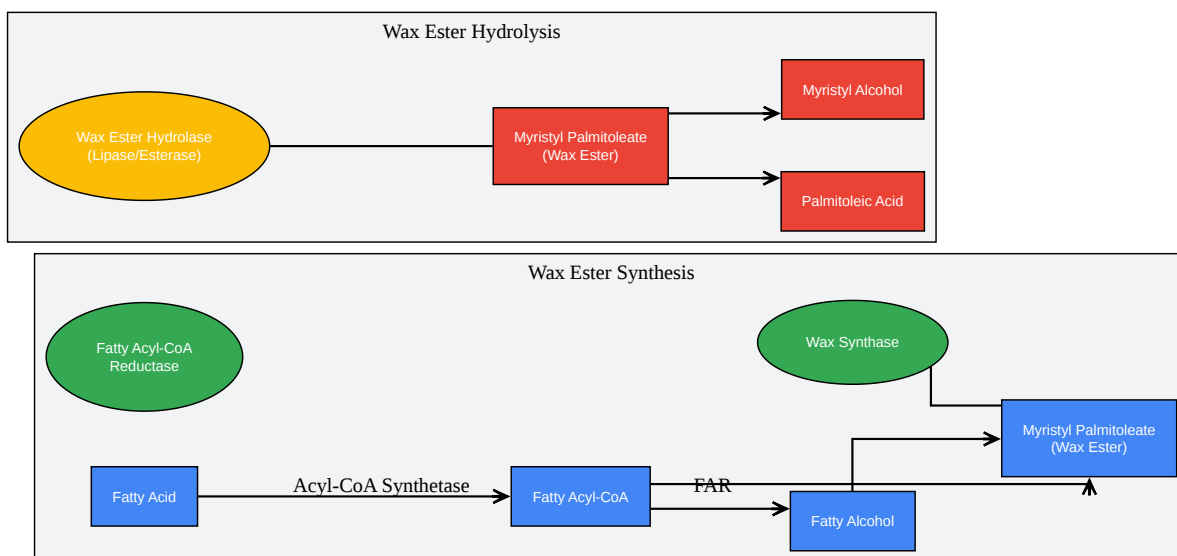 Wax Ester Hydrolysis
Wax Ester Hydrolase
(Lipase/Esterase)
Myristyl Palmitoleate
(Wax Ester)
Myristyl Alcohol
Palmitoleic Acid
Wax Ester Synthesis
Fatty Acyl-CoA
Reductase
Wax Synthase
Myristyl Palmitoleate
(Wax Ester)
Fatty Acid
Acyl-CoA Synthetase
Fatty Acyl-CoA
FAR
Fatty Alcohol